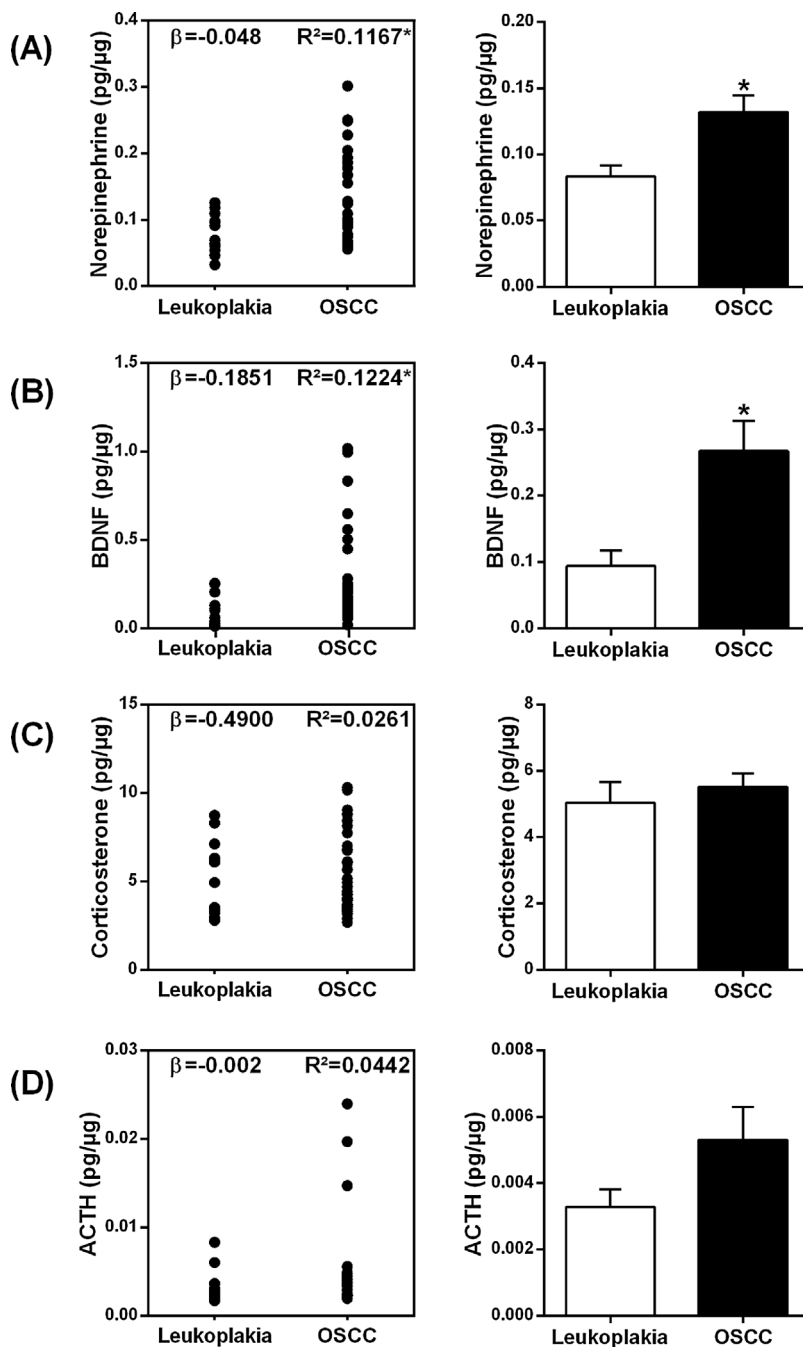 (A)
β=-0.048 R²=0.1167*
Norepinephrine (pg/µg)
0.4
0.3
0.2
0.1
0.0
Leukoplakia OSCC
Norepinephrine (pg/µg)
0.20
0.15
0.10
0.05
0.00
*
Leukoplakia OSCC
(B)
β=-0.1851 R²=0.1224*
BDNF (pg/µg)
1.5
1.0
0.5
0.0
Leukoplakia OSCC
BDNF (pg/µg)
0.4
0.3
0.2
0.1
0.0
*
Leukoplakia OSCC
(C)
β=-0.4900 R²=0.0261
Corticosterone (pg/µg)
15
10
5
0
Leukoplakia OSCC
Corticosterone (pg/µg)
8
6
4
2
0
Leukoplakia OSCC
(D)
β=-0.002 R²=0.0442
ACTH (pg/µg)
0.03
0.02
0.01
0.00
Leukoplakia OSCC
ACTH (pg/µg)
0.008
0.006
0.004
0.002
0.000
Leukoplakia OSCC